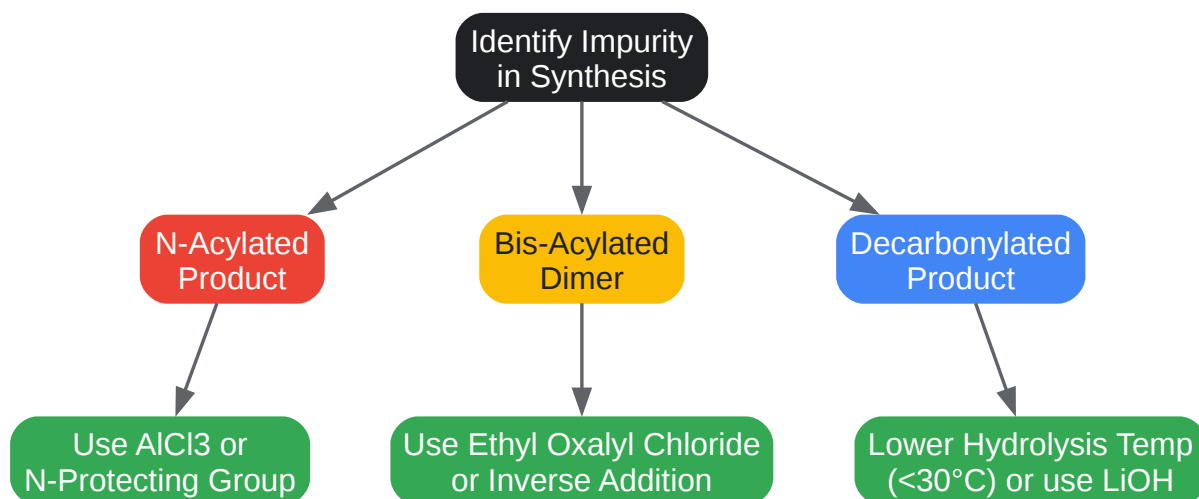 Identify Impurity
in Synthesis
N-Acylated
Product
Bis-Acylated
Dimer
Decarbonylated
Product
Use AlCl3 or
N-Protecting Group
Use Ethyl Oxalyl Chloride
or Inverse Addition
Lower Hydrolysis Temp
(<30°C) or use LiOH